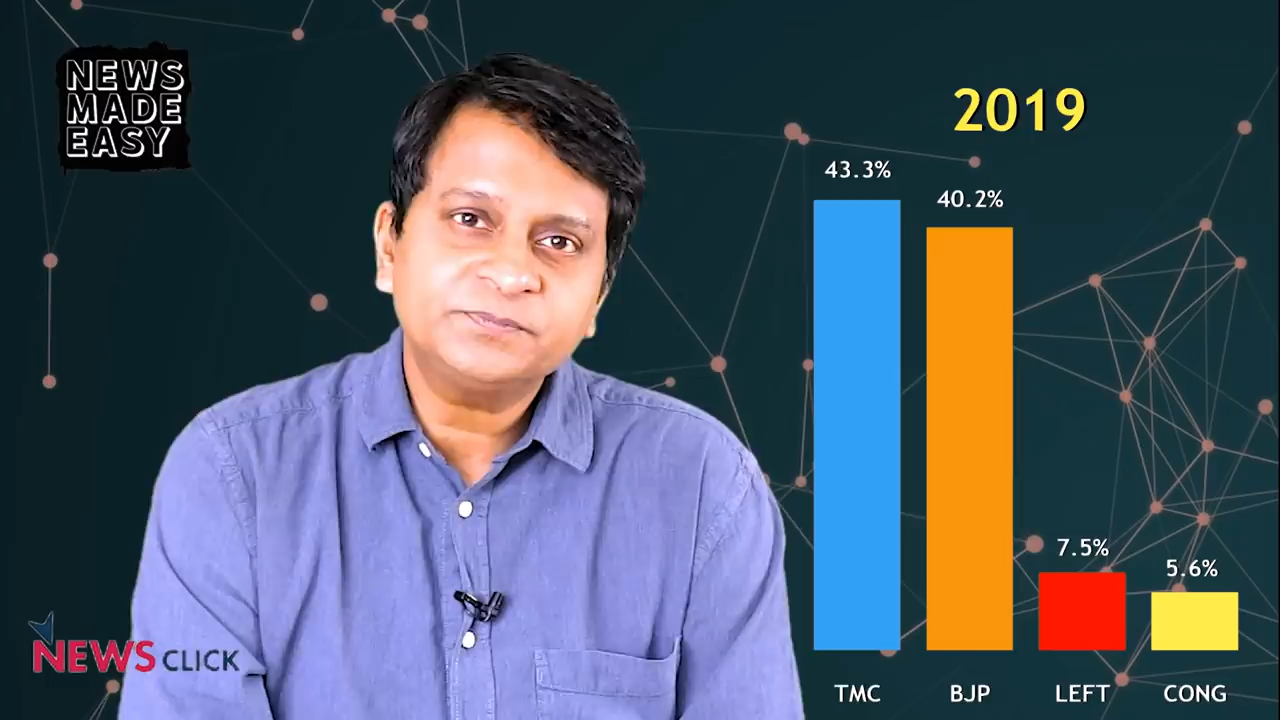 NEWS
MADE
EASY
2019
43.3%
40.2%
7.5%
5.6%
TMC BJP LEFT CONG
NEWS CLICK